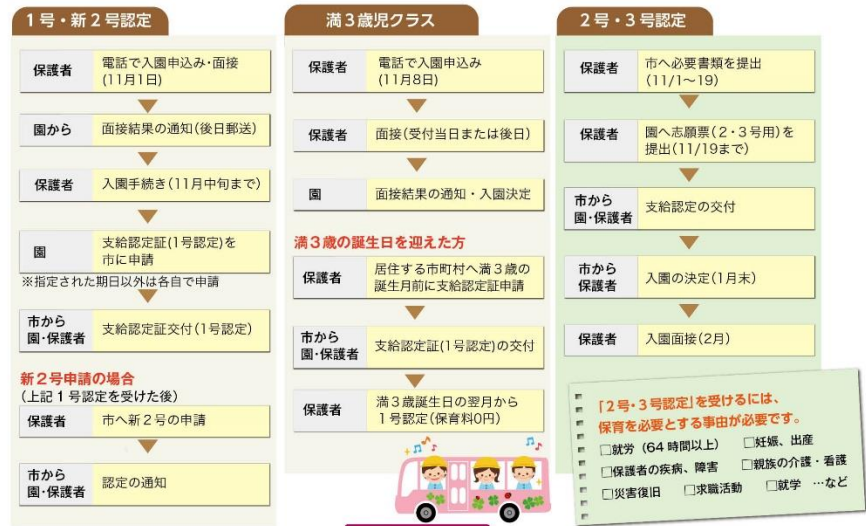 1号・新2号認定
保護者
電話で入園申込み・面接
(11月1日)
園から
面接結果の通知(後日郵送)
保護者
入園手続き(11月中旬まで)
園
支給認定証(1号認定)を
市に申請
※指定された期日以外は各自で申請
市から
園・保護者
支給認定証交付(1号認定)
新2号申請の場合
(上記1号認定を受けた後)
保護者
市へ新2号の申請
市から
園・保護者
認定の通知
満3歳児クラス
保護者
電話で入園申込み
(11月8日)
保護者
面接(受付当日または後日)
園
面接結果の通知・入園決定
満3歳の誕生日を迎えた方
保護者
居住する市町村へ満3歳の
誕生月前に支給認定証申請
市から
園・保護者
支給認定証(1号認定)の交付
保護者
満3歳誕生日の翌月から
1号認定(保育料0円)
2号・3号認定
保護者
市へ必要書類を提出
(11/1〜19)
保護者
園へ志願票(2・3号用)を
提出(11/19まで)
市から
園・保護者
支給認定の交付
市から
保護者
入園の決定(1月末)
保護者
入園面接(2月)
「2号・3号認定」を受けるには、
保育を必要とする事由が必要です。
□就労(64時間以上) □妊娠、出産
□保護者の疾病、障害 □親族の介護・看護
□災害復旧 □求職活動 □就学 …など